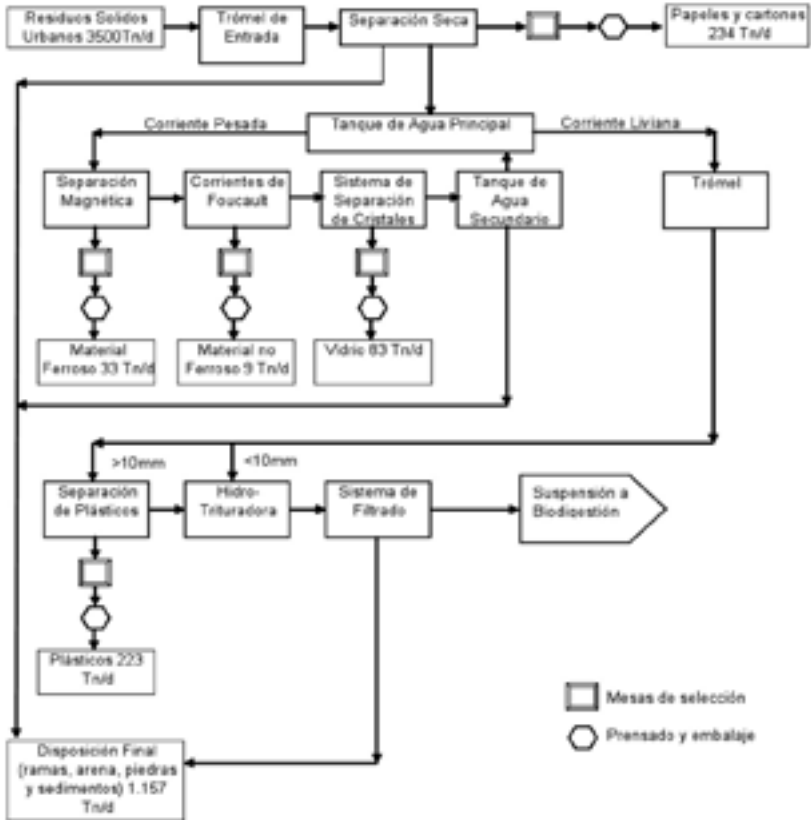 Residuos Solidos
Urbanos 3500Tn/d
Trómel de
Entrada
Separación Seca
Papeles y cartones
234 Tn/d
Corriente Pesada
Tanque de Agua Principal
Corriente Liviana
Separación
Magnética
Corrientes de
Foucault
Sistema de
Separación
de Cristales
Tanque de
Agua
Secundario
Trómel
Material
Ferroso 33 Tn/d
Material no
Ferroso 9 Tn/d
Vidrio 83 Tn/d
>10mm
<10mm
Separación
de Plásticos
Hidro-
Trituradora
Sistema de
Filtrado
Suspensión a
Biodigestión
Plásticos 223
Tn/d
Mesas de selección
Prensado y embalaje
Disposición Final
(ramas, arena, piedras
y sedimentos) 1.157
Tn/d